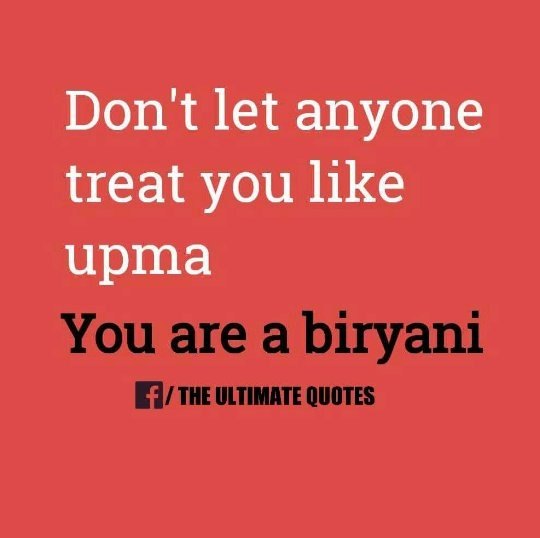 Don't let anyone
treat you like
upma
You are a biryani
f/ THE ULTIMATE QUOTES